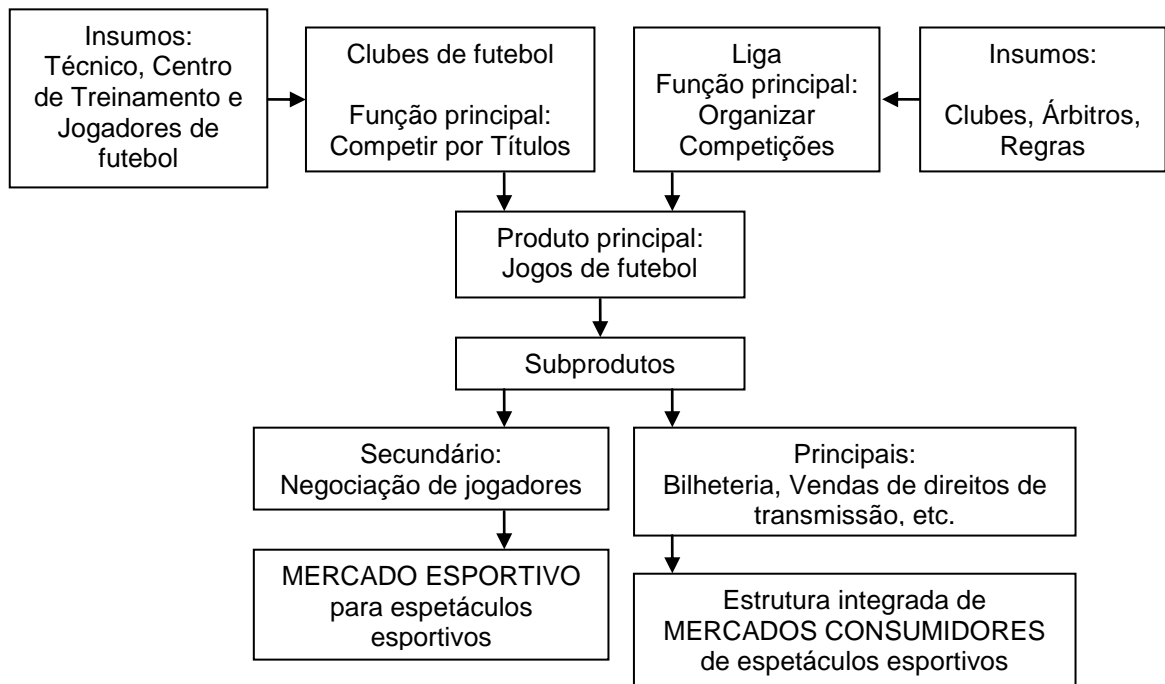 Insumos:
Técnico, Centro
de Treinamento e
Jogadores de
futebol
Clubes de futebol
Função principal:
Competir por Títulos
Liga
Função principal:
Organizar
Competições
Insumos:
Clubes, Árbitros,
Regras
Produto principal:
Jogos de futebol
Subprodutos
Secundário:
Negociação de jogadores
Principais:
Bilheteria, Vendas de direitos de
transmissão, etc.
MERCADO ESPORTIVO
para espetáculos
esportivos
Estrutura integrada de
MERCADOS CONSUMIDORES
de espetáculos esportivos